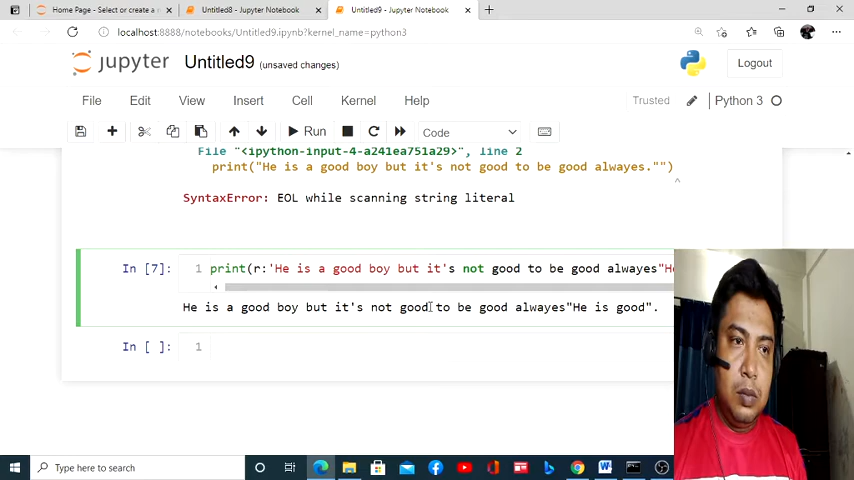 Home Page - Select or create a n
Untitled8 - Jupyter Notebook
Untitled9 - Jupyter Notebook
localhost:8888/notebooks/Untitled9.ipynb?kernel_name=python3
jupyter Untitled9 (unsaved changes)
Logout
File Edit View Insert Cell Kernel Help
Trusted
Python 3
Run
Code
File "<ipython-input-4-a241ea751a29>", line 2
print("He is a good boy but it's not good to be good alwayes."")
^
SyntaxError: EOL while scanning string literal
In [7]:
1 print(r:'He is a good boy but it's not good to be good alwayes"He
He is a good boy but it's not good to be good alwayes"He is good".
In [ ]:
1
Type here to search